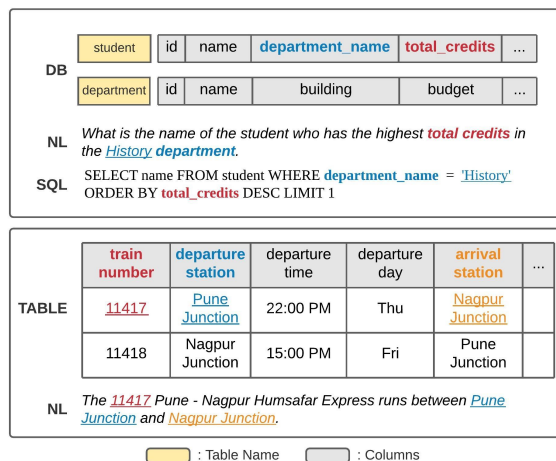 DB
student id name department_name total_credits ...
department id name building budget ...
NL What is the name of the student who has the highest total credits in
the History department.
SQL SELECT name FROM student WHERE department_name = 'History'
ORDER BY total_credits DESC LIMIT 1
TABLE
train number departure station departure time departure day arrival station ...
11417 Pune Junction 22:00 PM Thu Nagpur Junction
11418 Nagpur Junction 15:00 PM Fri Pune Junction
NL The 11417 Pune - Nagpur Humsafar Express runs between Pune
Junction and Nagpur Junction.
: Table Name : Columns